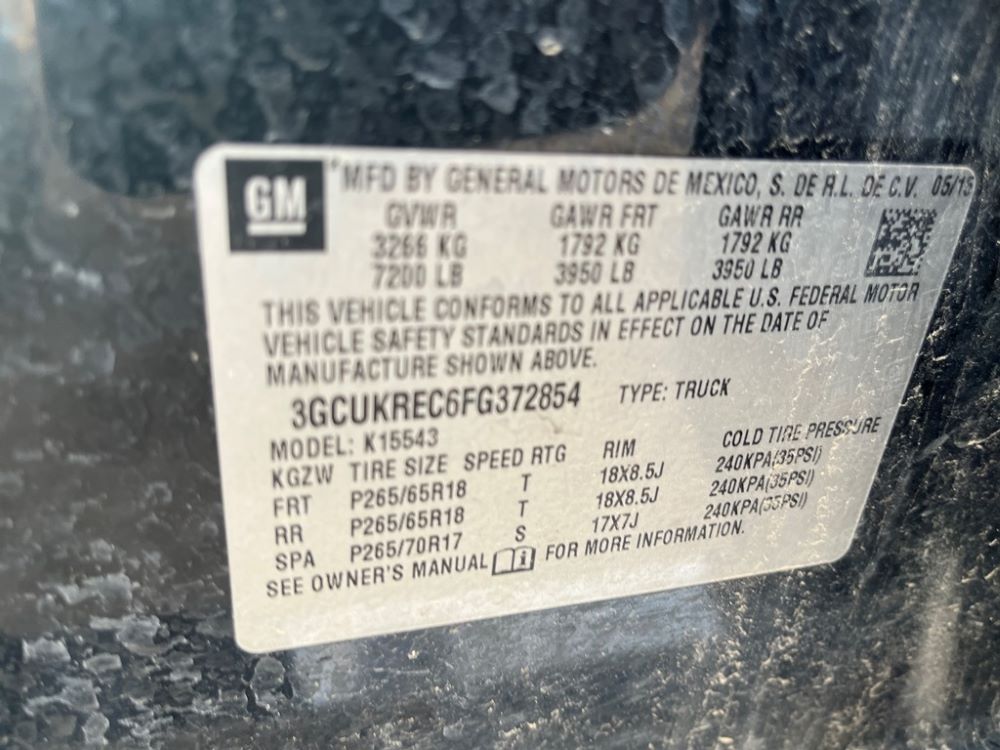 GM
*MFD BY GENERAL MOTORS DE MEXICO, S. DE R.L. DE C.V. 05/15
GVWR GAWR FRT GAWR RR
3266 KG 1792 KG 1792 KG
7200 LB 3950 LB 3950 LB
THIS VEHICLE CONFORMS TO ALL APPLICABLE U.S. FEDERAL MOTOR
VEHICLE SAFETY STANDARDS IN EFFECT ON THE DATE OF
MANUFACTURE SHOWN ABOVE.
3GCUKREC6FG372854 TYPE: TRUCK
MODEL: K15543
KGZW TIRE SIZE SPEED RTG RIM COLD TIRE PRESSURE
FRT P265/65R18 T 18X8.5J 240KPA(35PSI)
RR P265/65R18 T 18X8.5J 240KPA(35PSI)
SPA P265/70R17 S 17X7J 240KPA(35PSI)
SEE OWNER'S MANUAL i FOR MORE INFORMATION.